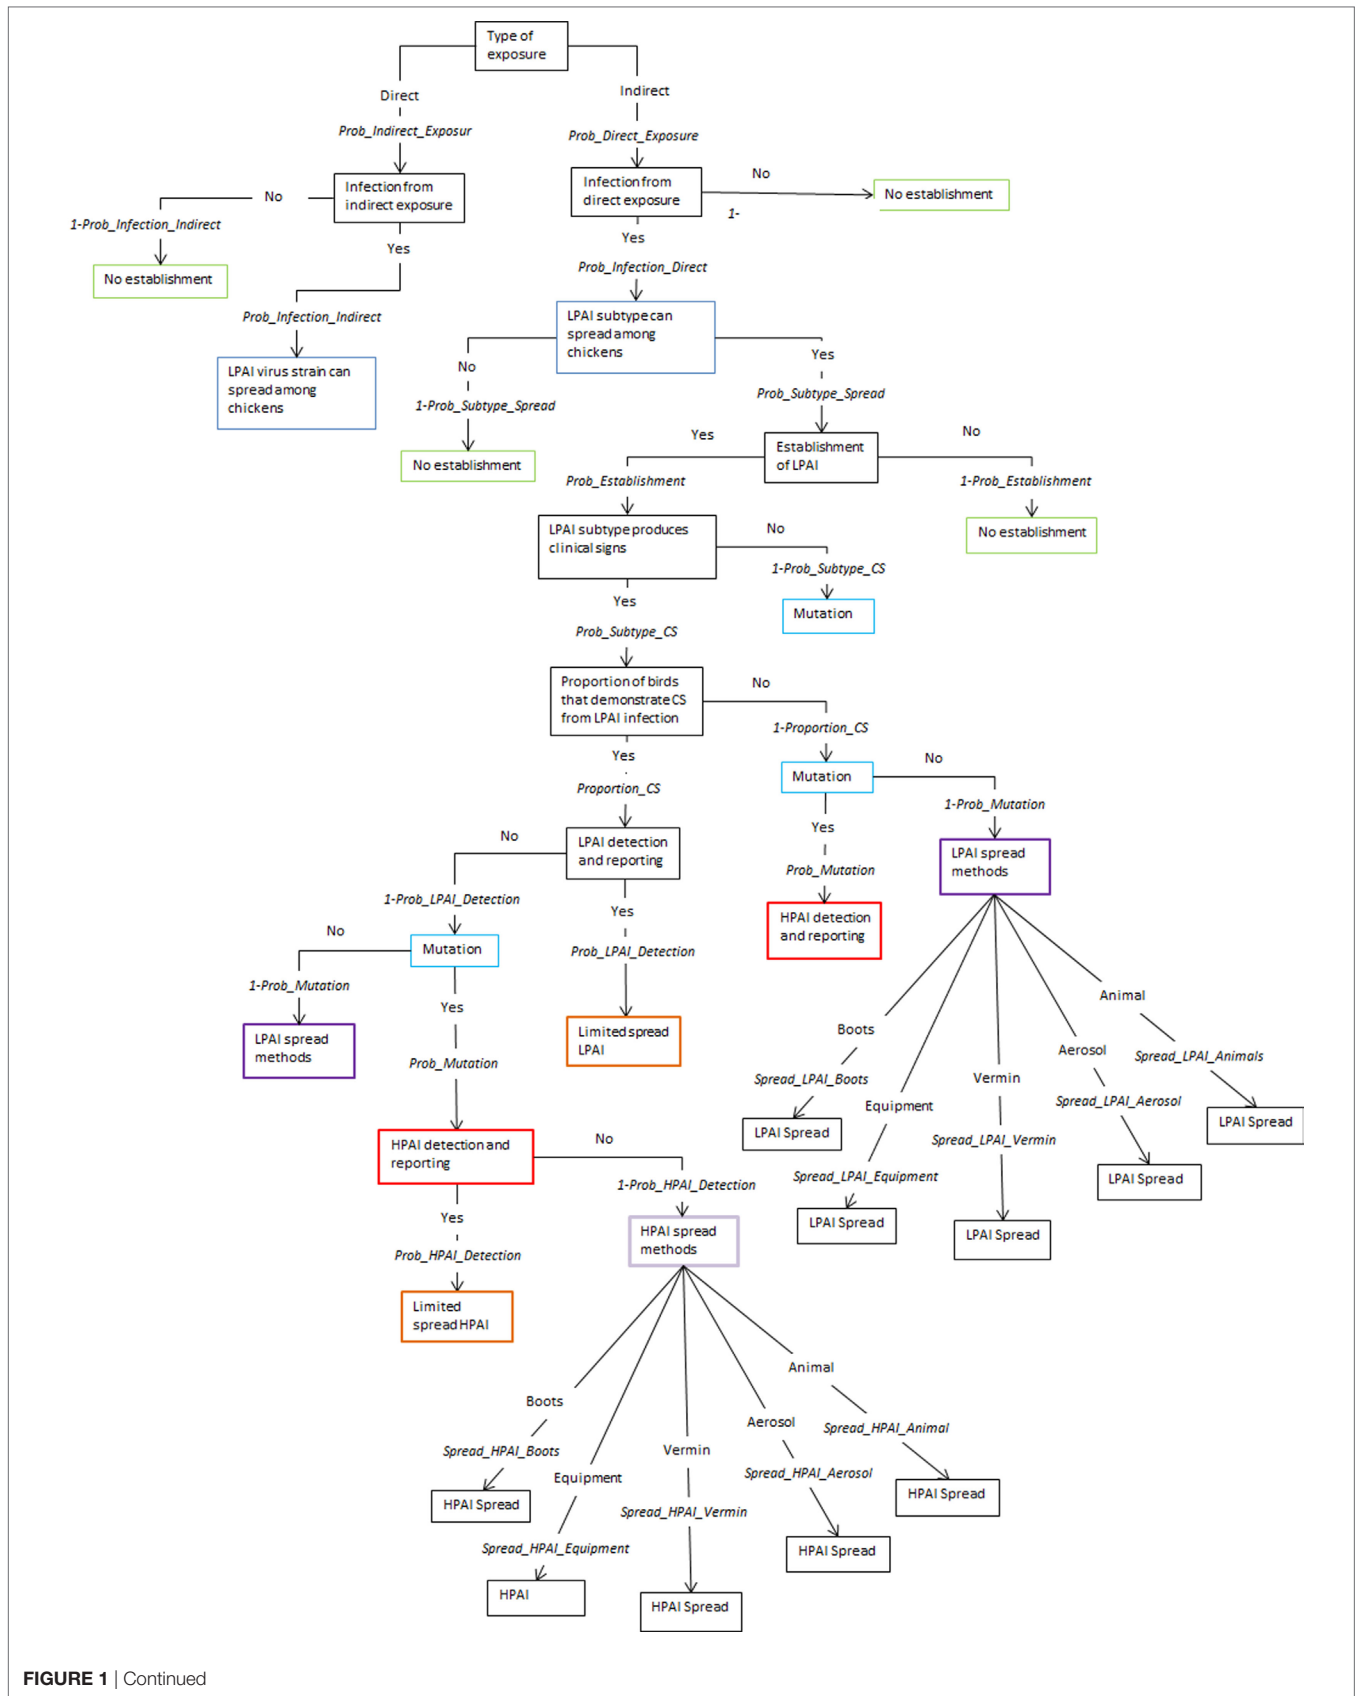 Type of
exposure
Direct
Indirect
Prob_Indirect_Exposur
Prob_Direct_Exposure
No
Infection from
indirect exposure
Infection from
direct exposure
No
No establishment
1-
1-Prob_Infection_Indirect
Yes
Yes
No establishment
Prob_Infection_Direct
Prob_Infection_Indirect
LPAI subtype can
spread among
chickens
LPAI virus strain can
spread among
chickens
No
Yes
1-Prob_Subtype_Spread
Prob_Subtype_Spread
No establishment
Yes
Establishment
of LPAI
No
Prob_Establishment
1-Prob_Establishment
LPAI subtype produces
clinical signs
No
No establishment
1-Prob_Subtype_CS
Yes
Mutation
Prob_Subtype_CS
Proportion of birds
that demonstrate CS
from LPAI infection
No
1-Proportion_CS
Yes
Mutation
No
Proportion_CS
1-Prob_Mutation
No
LPAI detection
and reporting
Yes
LPAI spread
methods
Prob_Mutation
1-Prob_LPAI_Detection
Yes
HPAI detection
and reporting
No
Mutation
Prob_LPAI_Detection
1-Prob_Mutation
Yes
LPAI spread
methods
Limited spread
LPAI
Prob_Mutation
Boots
Animal
Aerosol
Spread_LPAI_Animals
Spread_LPAI_Boots
Vermin
Equipment
Spread_LPAI_Aerosol
LPAI Spread
LPAI Spread
Spread_LPAI_Vermin
HPAI detection and
reporting
No
Spread_LPAI_Equipment
LPAI Spread
1-Prob_HPAI_Detection
Yes
LPAI Spread
LPAI Spread
HPAI spread
methods
Prob_HPAI_Detection
Limited
spread HPAI
Animal
Boots
Aerosol
Spread_HPAI_Animal
Spread_HPAI_Boots
Vermin
Equipment
Spread_HPAI_Aerosol
HPAI Spread
HPAI Spread
Spread_HPAI_Vermin
Spread_HPAI_Equipment
HPAI Spread
HPAI
HPAI Spread
FIGURE 1 | Continued